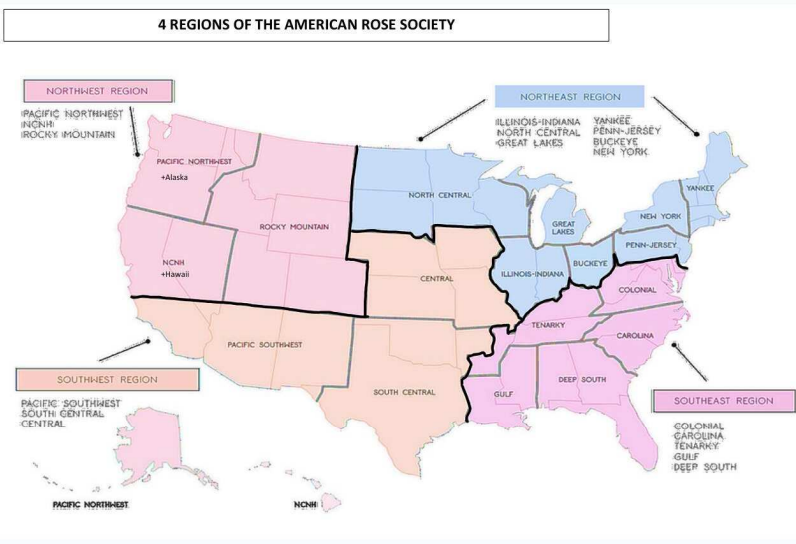 4 REGIONS OF THE AMERICAN ROSE SOCIETY
NORTHWEST REGION
PACIFIC NORTHWEST
NCNH
ROCKY MOUNTAIN
NORTHEAST REGION
ILLINOIS-INDIANA
NORTH CENTRAL
GREAT LAKES
YANKEE
PENN-JERSEY
BUCKEYE
NEW YORK
PACIFIC NORTHWEST
+Alaska
ROCKY MOUNTAIN
NCNH
+Hawaii
NORTH CENTRAL
GREAT
LAKES
YANKEE
NEW YORK
PENN-JERSEY
BUCKEYE
ILLINOIS-INDIANA
CENTRAL
COLONIAL
TENARKY
CAROLINA
PACIFIC SOUTHWEST
SOUTH CENTRAL
GULF
DEEP SOUTH
SOUTHWEST REGION
PACIFIC SOUTHWEST
SOUTH CENTRAL
CENTRAL
SOUTHEAST REGION
COLONIAL
CAROLINA
TENARKY
GULF
DEEP SOUTH
PACIFIC NORTHWEST
NCNH